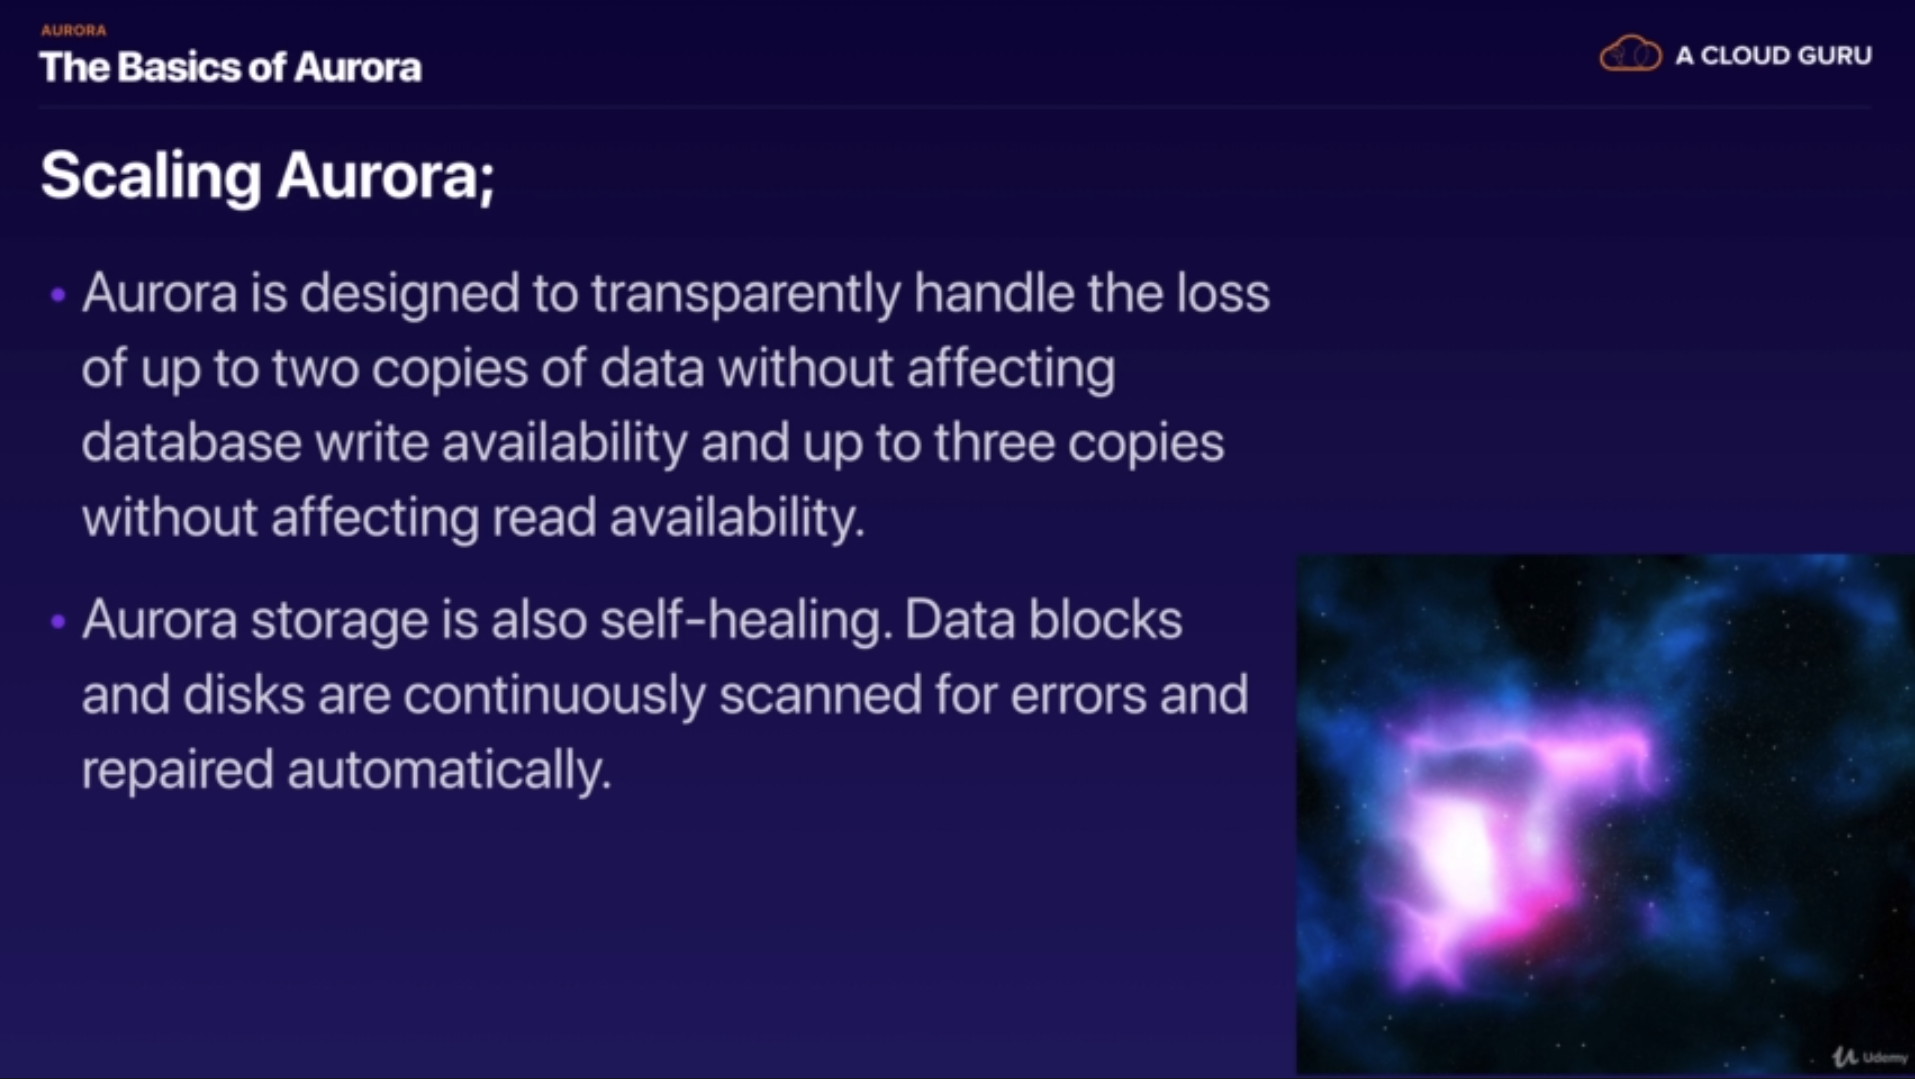 AURORA
The Basics of Aurora
A CLOUD GURU
Scaling Aurora;
• Aurora is designed to transparently handle the loss
of up to two copies of data without affecting
database write availability and up to three copies
without affecting read availability.
• Aurora storage is also self-healing. Data blocks
and disks are continuously scanned for errors and
repaired automatically.
Udemy